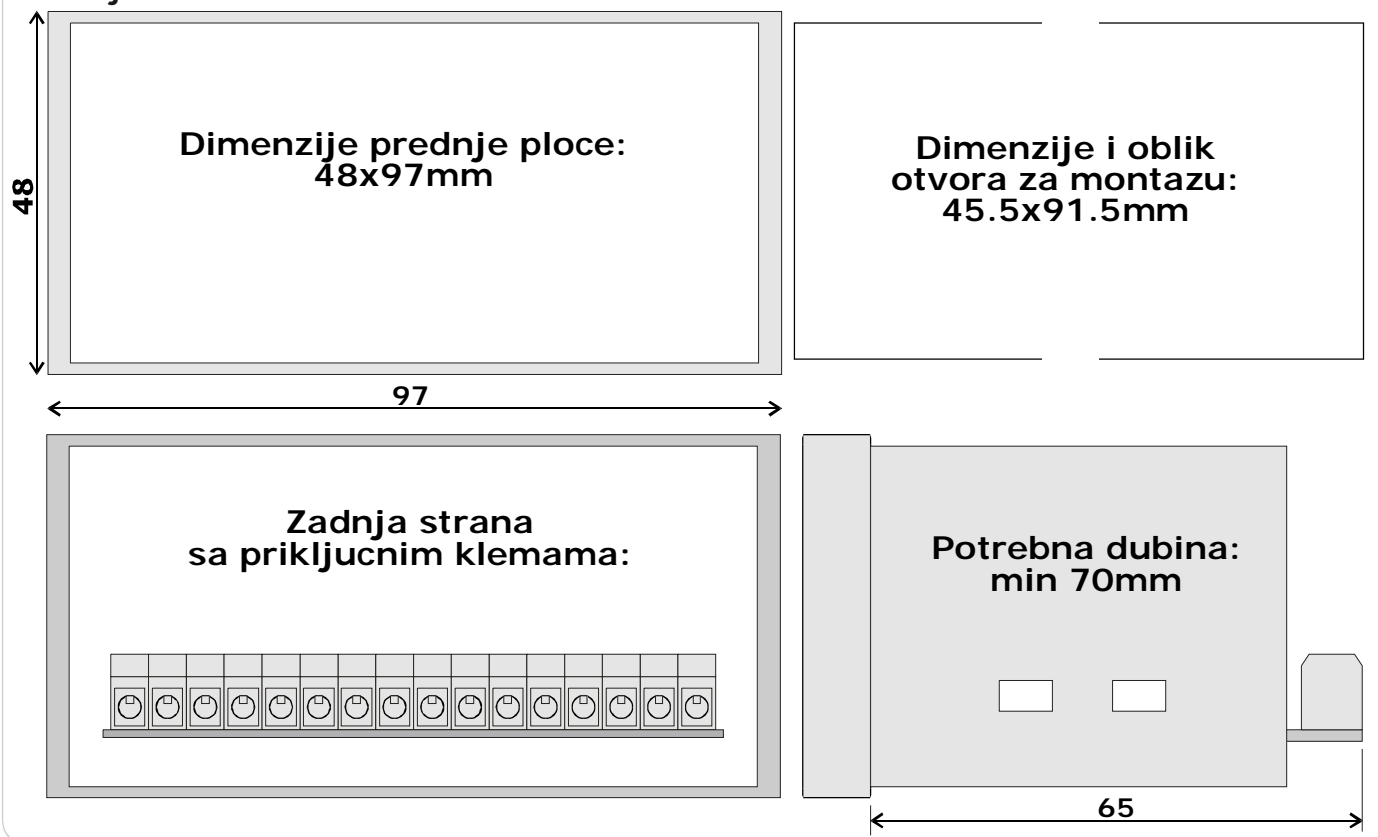 Dimenzije prednje ploce:
48x97mm
Dimenzije i oblik
otvora za montazu:
45.5x91.5mm
48
97
Zadnja strana
sa prikljucnim klemama:
Potrebna dubina:
min 70mm
65